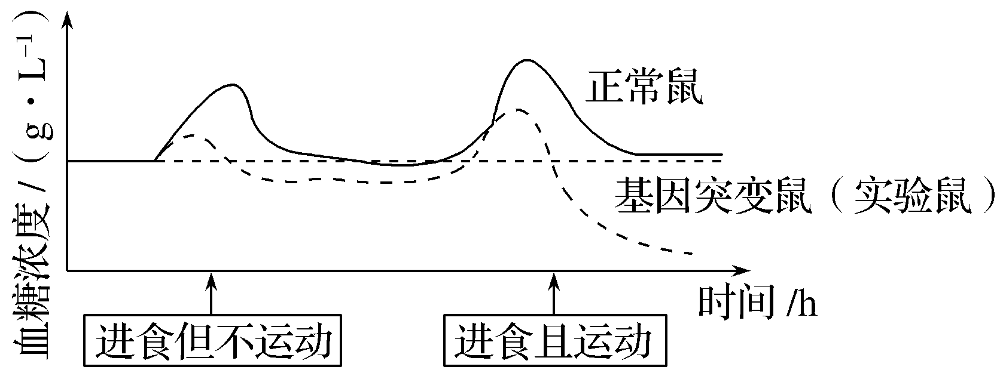 血糖浓度/(g·L⁻¹)
正常鼠
基因突变鼠(实验鼠)
时间/h
进食但不运动
进食且运动